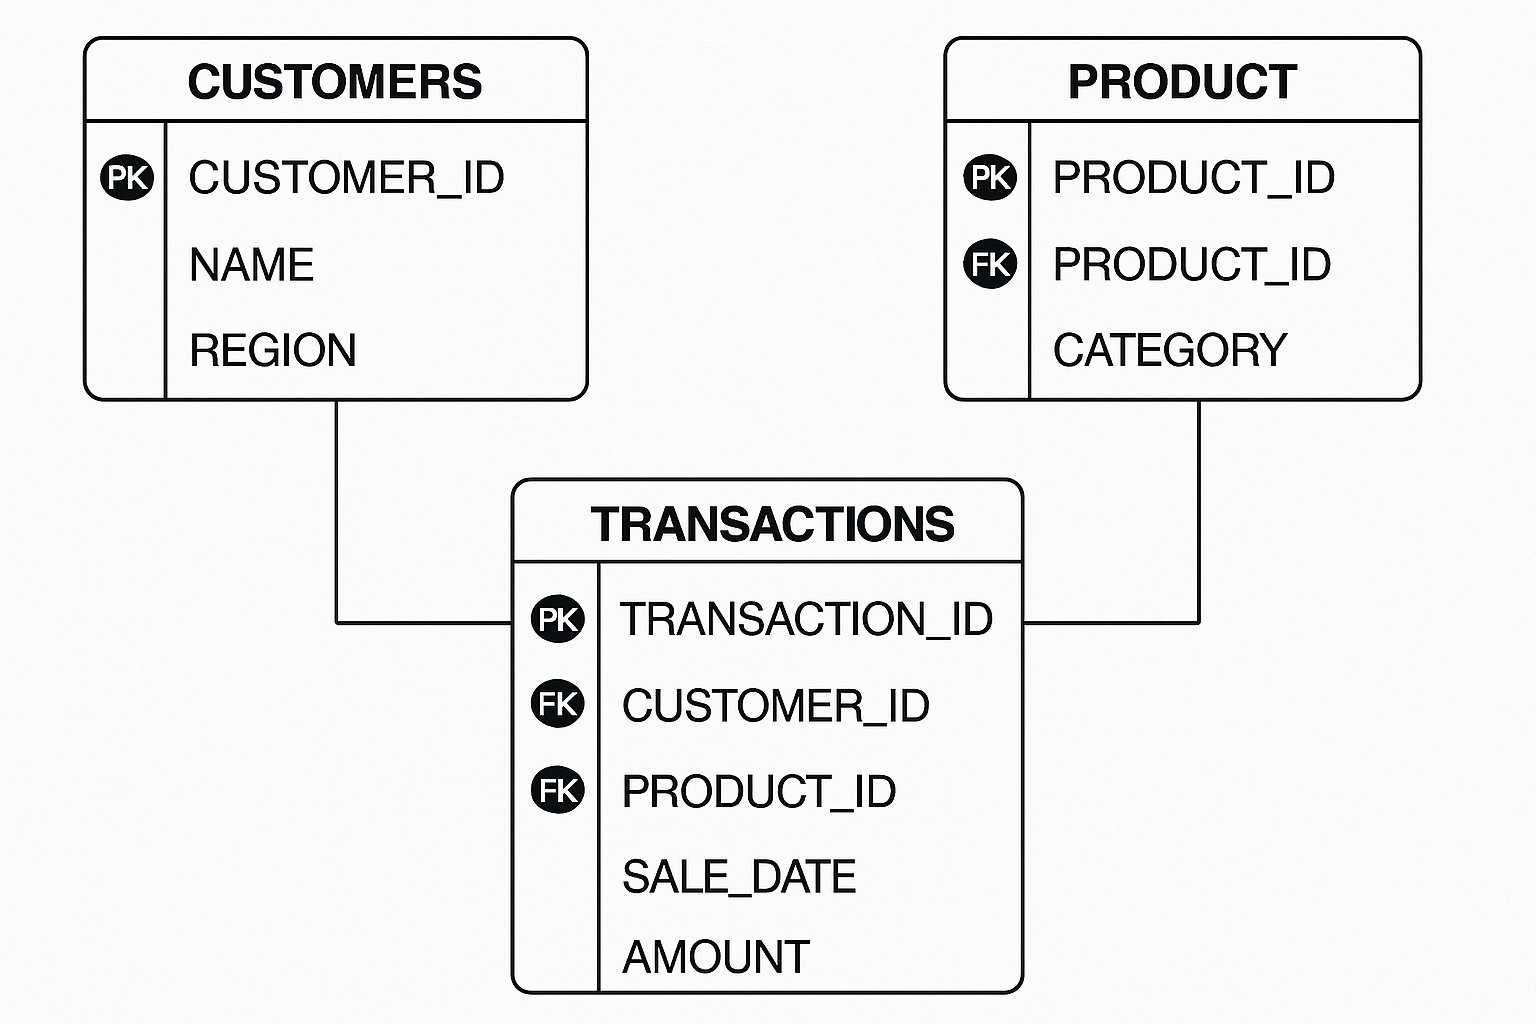 CUSTOMERS
PK CUSTOMER_ID
NAME
REGION
PRODUCT
PK PRODUCT_ID
FK PRODUCT_ID
CATEGORY
TRANSACTIONS
PK TRANSACTION_ID
FK CUSTOMER_ID
FK PRODUCT_ID
SALE_DATE
AMOUNT